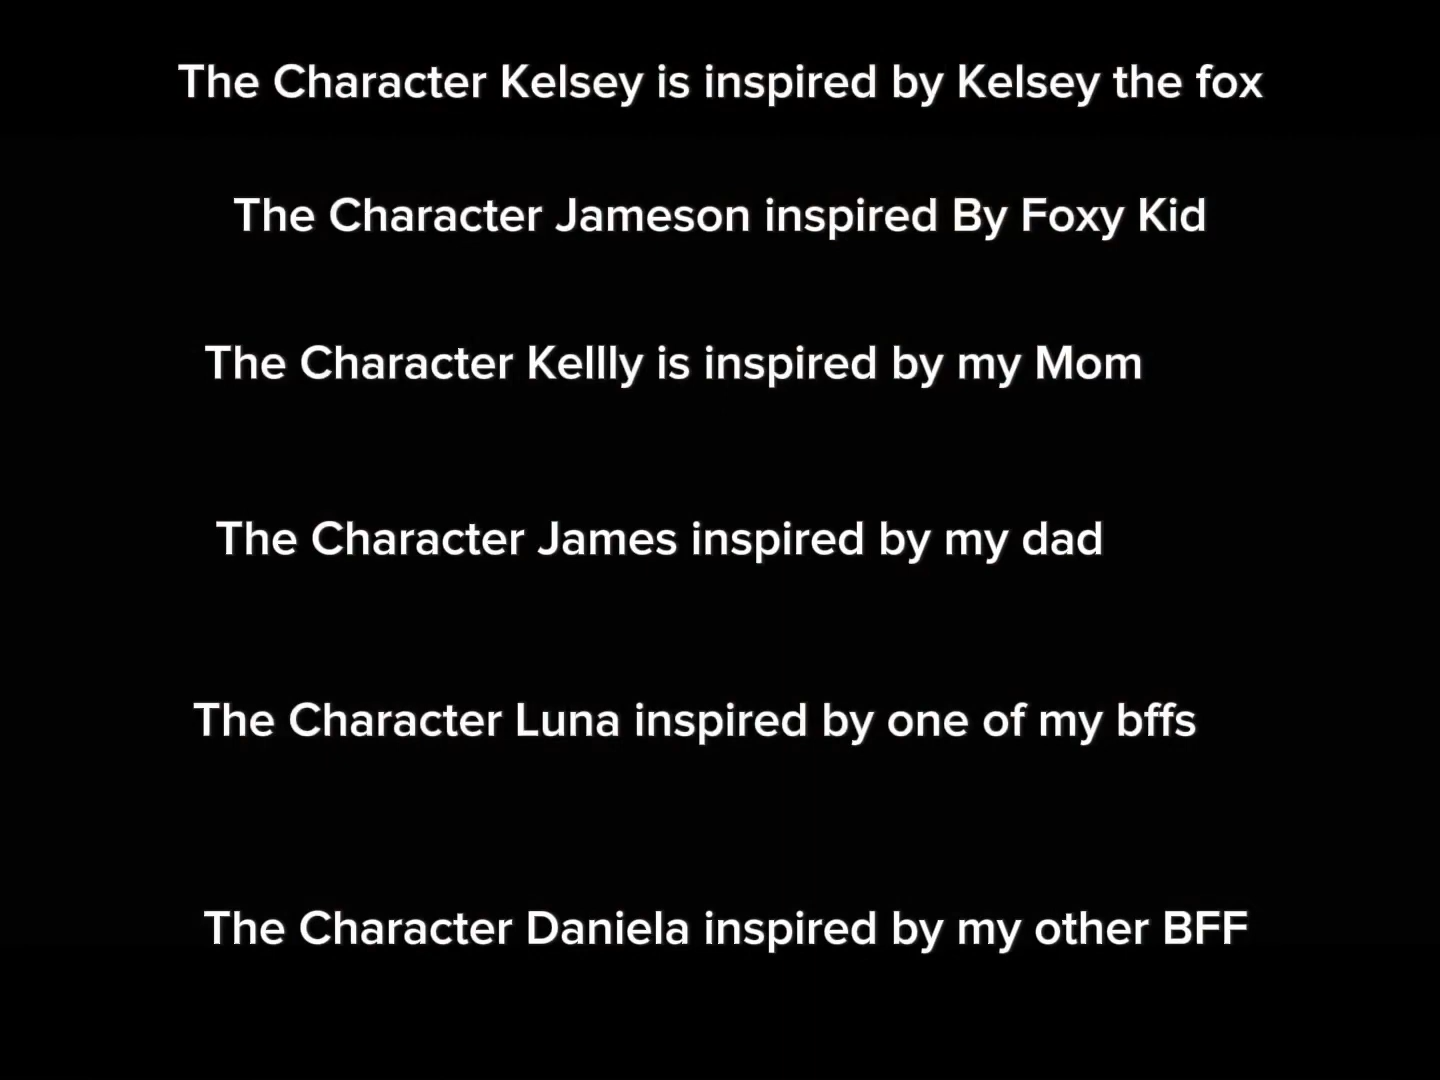 The Character Kelsey is inspired by Kelsey the fox
The Character Jameson inspired By Foxy Kid
The Character Kellly is inspired by my Mom
The Character James inspired by my dad
The Character Luna inspired by one of my bffs
The Character Daniela inspired by my other BFF